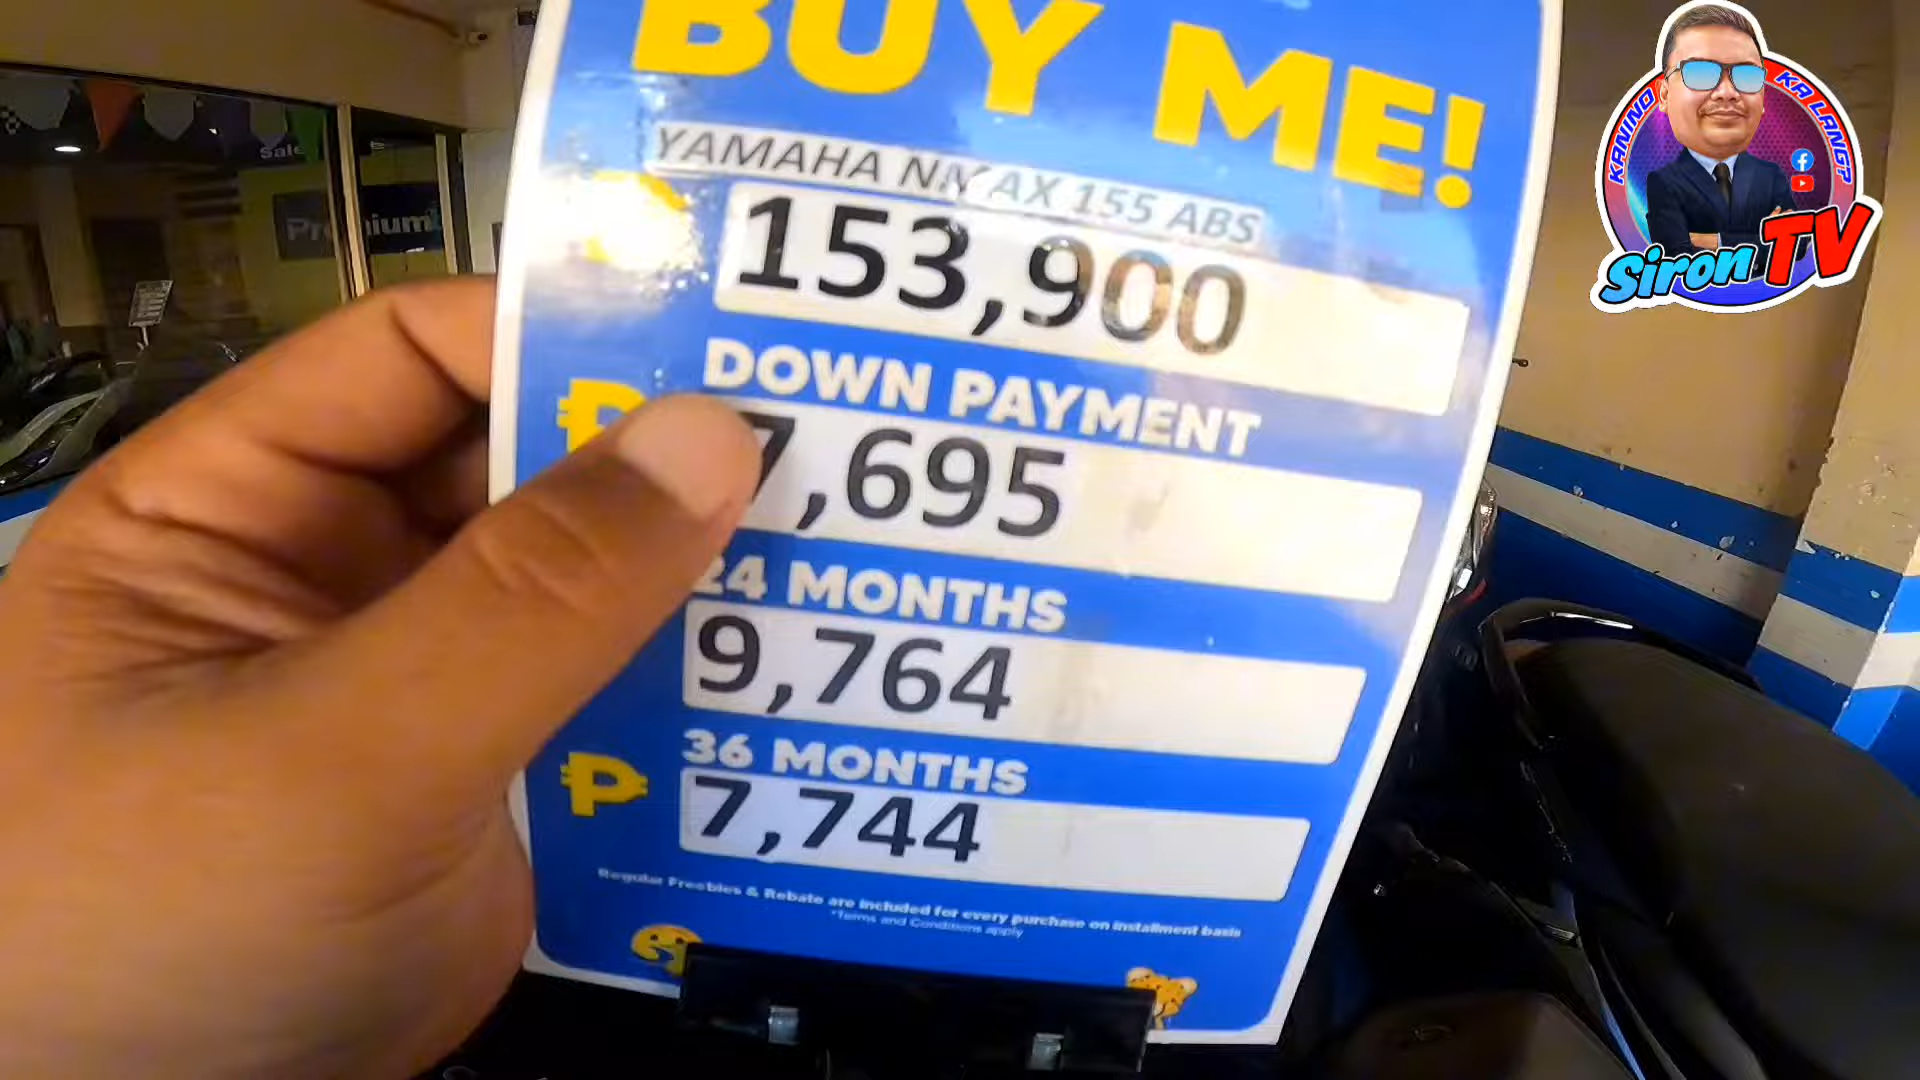 BUY ME!
YAMAHA NMAX 155 ABS
153,900
DOWN PAYMENT
₱ 7,695
24 MONTHS
9,764
36 MONTHS
₱ 7,744
Regular Freebies & Rebate are included for every purchase on installment basis
*Terms and Conditions apply
Sale
Premium
KANINO KA LANG?
Siron TV